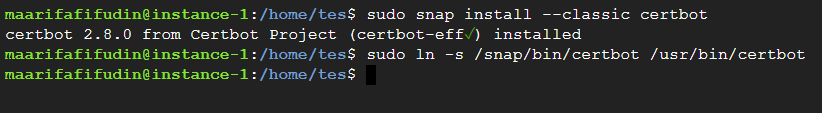 maarifafifudin@instance-1:/home/tes$ sudo snap install --classic certbot
certbot 2.8.0 from Certbot Project (certbot-eff✓) installed
maarifafifudin@instance-1:/home/tes$ sudo ln -s /snap/bin/certbot /usr/bin/certbot
maarifafifudin@instance-1:/home/tes$